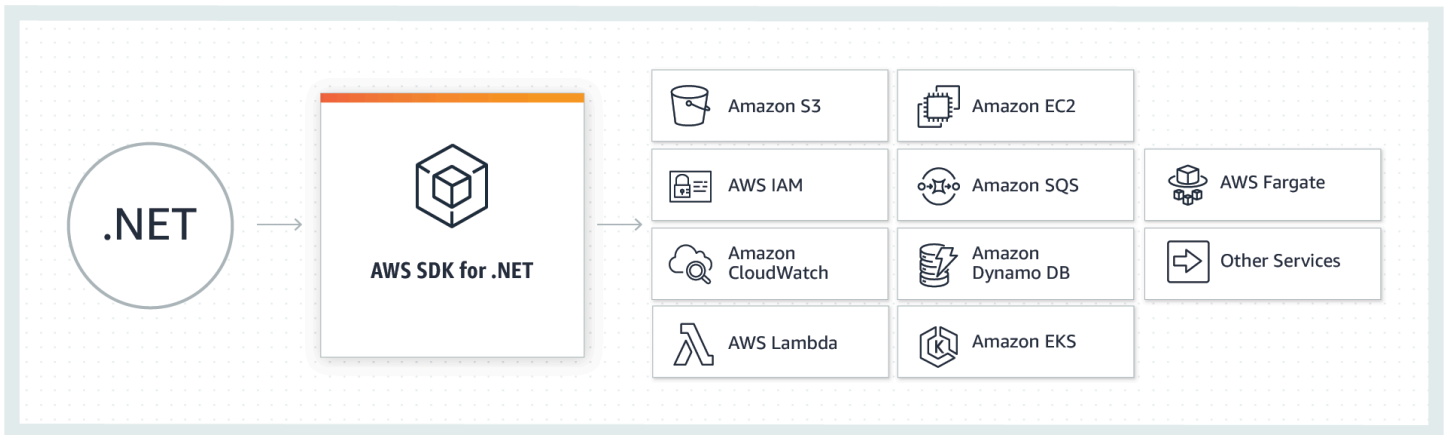 .NET
AWS SDK for .NET
Amazon S3
Amazon EC2
AWS IAM
Amazon SQS
AWS Fargate
Amazon
CloudWatch
Amazon
Dynamo DB
Other Services
AWS Lambda
Amazon EKS
K